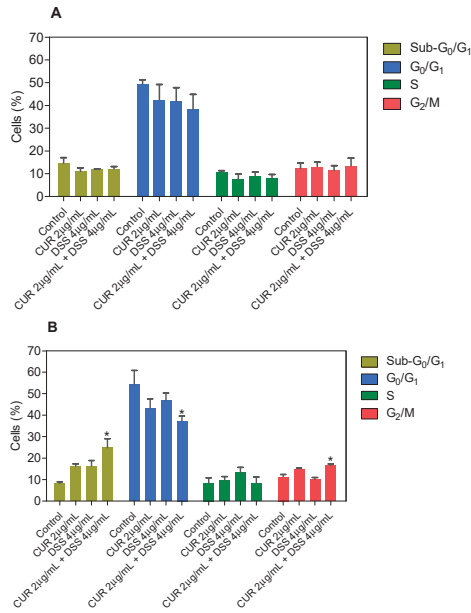 A
70
60
50
40
30
20
10
0
Cells (%)
Sub-G₀/G₁
G₀/G₁
S
G₂/M
Control
CUR 2μg/mL
DSS 4μg/mL
CUR 2μg/mL + DSS 4μg/mL
Control
CUR 2μg/mL
DSS 4μg/mL
CUR 2μg/mL + DSS 4μg/mL
Control
CUR 2μg/mL
DSS 4μg/mL
CUR 2μg/mL + DSS 4μg/mL
Control
CUR 2μg/mL
DSS 4μg/mL
CUR 2μg/mL + DSS 4μg/mL
B
70
60
50
40
30
20
10
0
Cells (%)
*
*
*
Sub-G₀/G₁
G₀/G₁
S
G₂/M
Control
CUR 2μg/mL
DSS 4μg/mL
CUR 2μg/mL + DSS 4μg/mL
Control
CUR 2μg/mL
DSS 4μg/mL
CUR 2μg/mL + DSS 4μg/mL
Control
CUR 2μg/mL
DSS 4μg/mL
CUR 2μg/mL + DSS 4μg/mL
Control
CUR 2μg/mL
DSS 4μg/mL
CUR 2μg/mL + DSS 4μg/mL